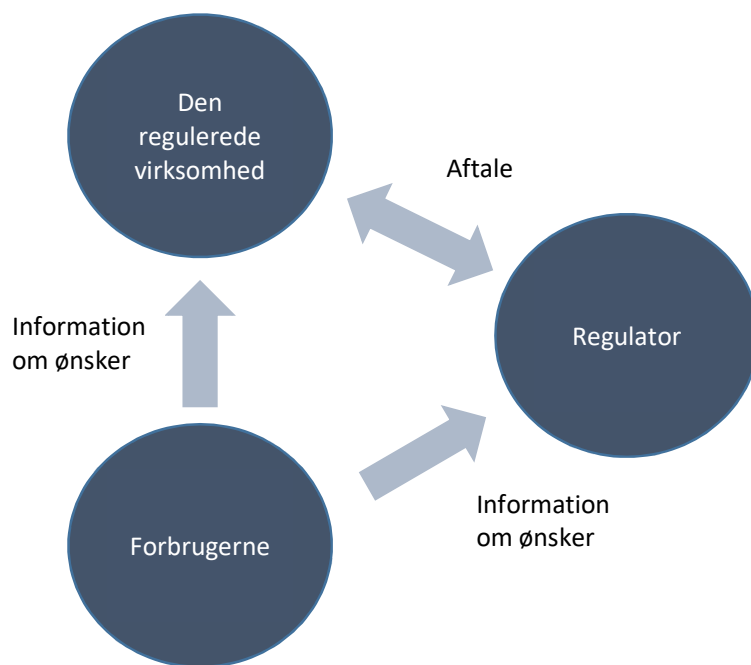 Den
regulerede
virksomhed
Aftale
Regulator
Information
om ønsker
Forbrugerne
Information
om ønsker